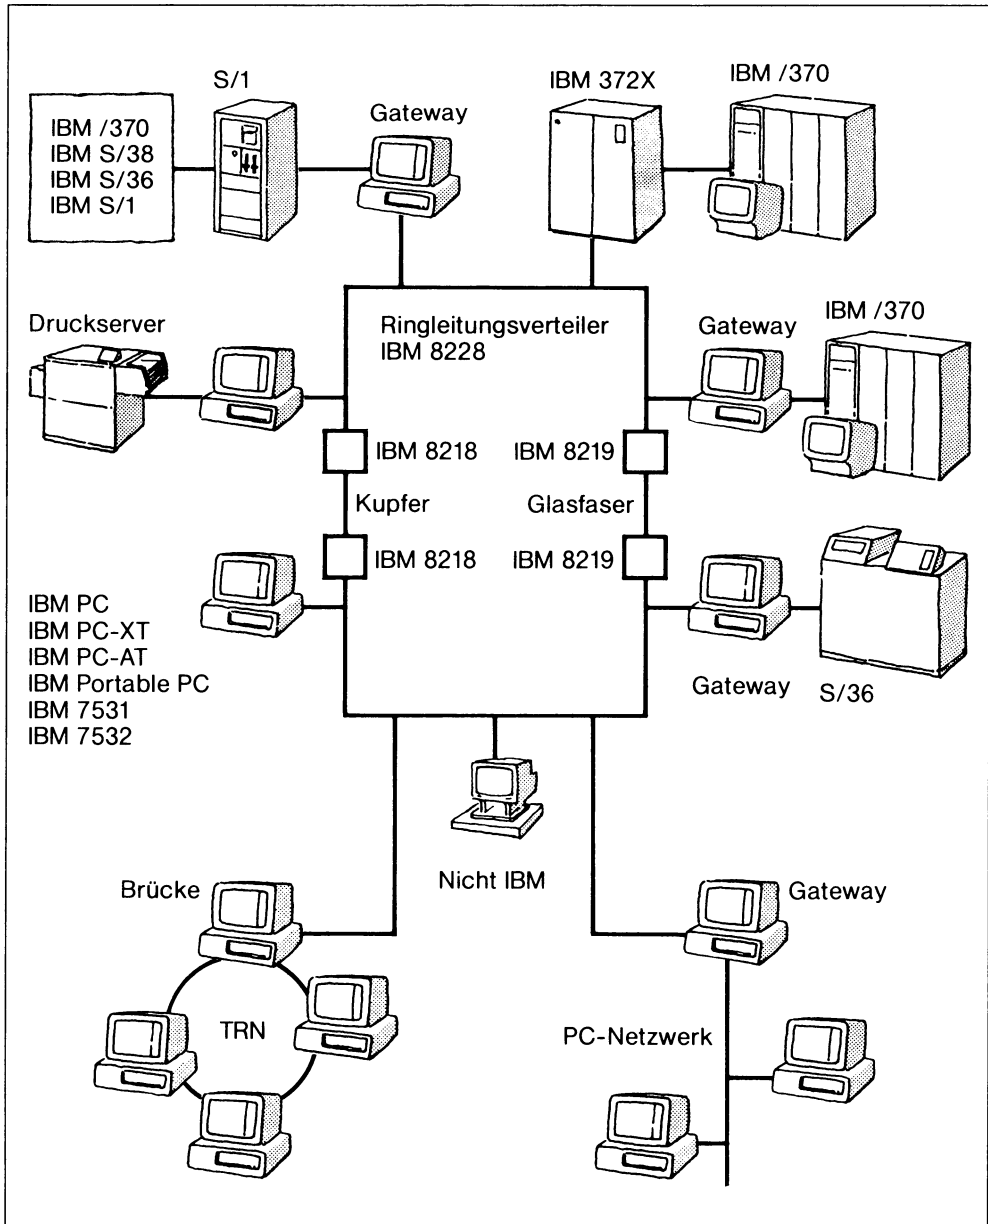 S/1
IBM 372X
IBM /370
Gateway
IBM /370
IBM S/38
IBM S/36
IBM S/1
Druckserver
Ringleitungsverteiler
IBM 8228
Gateway
IBM /370
IBM 8218
IBM 8219
Kupfer
Glasfaser
IBM 8218
IBM 8219
IBM PC
IBM PC-XT
IBM PC-AT
IBM Portable PC
IBM 7531
IBM 7532
Gateway
S/36
Nicht IBM
Brücke
Gateway
TRN
PC-Netzwerk